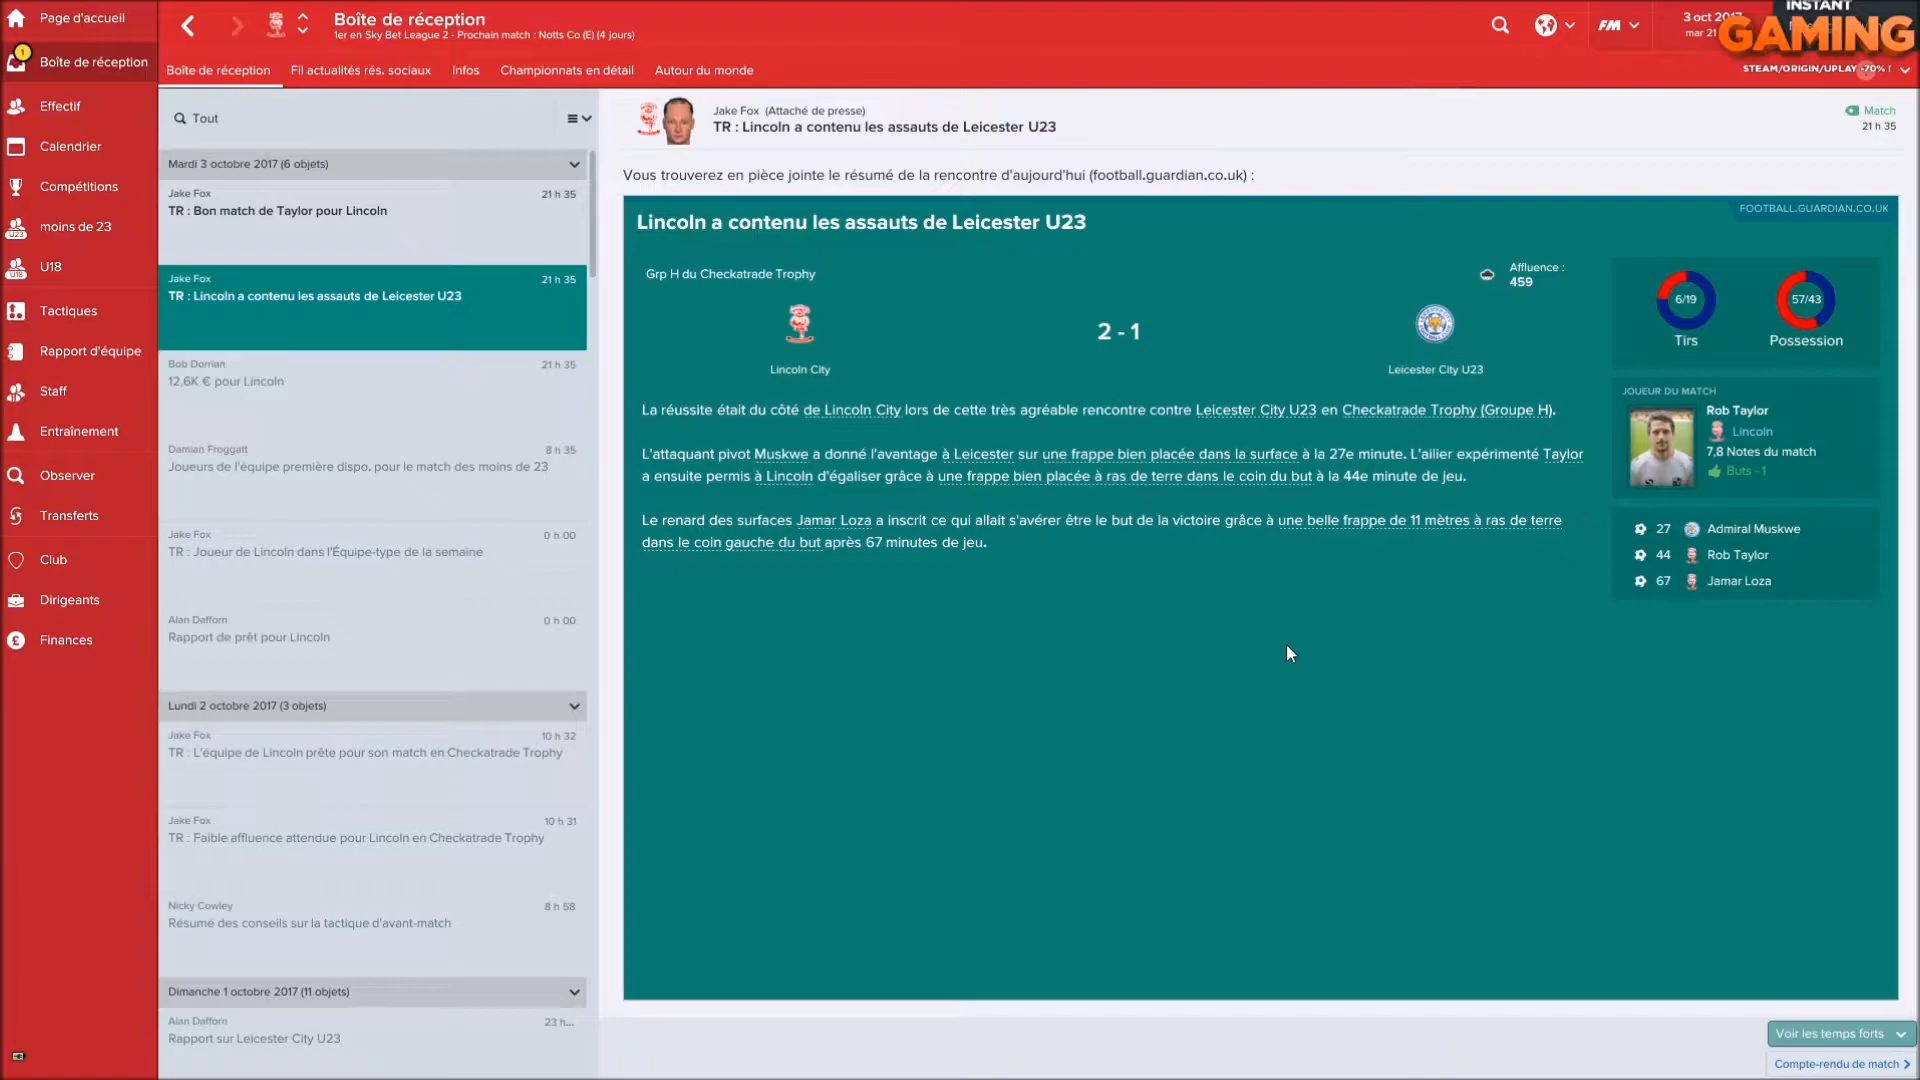 Page d'accueil
1
Boîte de réception
Effectif
Calendrier
Compétitions
U23
moins de 23
U18
U18
Tactiques
Rapport d'équipe
Staff
Entraînement
Observer
Transferts
Club
Dirigeants
£
Finances
Boîte de réception
1er en Sky Bet League 2 - Prochain match : Notts Co (E) (4 jours)
FM
3 oct 2017
mar 21
INSTANT
GAMING
STEAM/ORIGIN/UPLAY -70% !
Boîte de réception
Fil actualités rés. sociaux
Infos
Championnats en détail
Autour du monde
Tout
Mardi 3 octobre 2017 (6 objets)
Jake Fox
21 h 35
TR : Bon match de Taylor pour Lincoln
Jake Fox
21 h 35
TR : Lincoln a contenu les assauts de Leicester U23
Bob Dorrian
21 h 35
12,6K € pour Lincoln
Damian Froggatt
8 h 35
Joueurs de l'équipe première dispo. pour le match des moins de 23
Jake Fox
0 h 00
TR : Joueur de Lincoln dans l'Équipe-type de la semaine
Alan Dafforn
0 h 00
Rapport de prêt pour Lincoln
Lundi 2 octobre 2017 (3 objets)
Jake Fox
10 h 32
TR : L'équipe de Lincoln prête pour son match en Checkatrade Trophy
Jake Fox
10 h 31
TR : Faible affluence attendue pour Lincoln en Checkatrade Trophy
Nicky Cowley
8 h 58
Résumé des conseils sur la tactique d'avant-match
Dimanche 1 octobre 2017 (11 objets)
Alan Dafforn
23 h...
Rapport sur Leicester City U23
Jake Fox (Attaché de presse)
TR : Lincoln a contenu les assauts de Leicester U23
Match
21 h 35
Vous trouverez en pièce jointe le résumé de la rencontre d'aujourd'hui (football.guardian.co.uk) :
FOOTBALL.GUARDIAN.CO.UK
Lincoln a contenu les assauts de Leicester U23
Grp H du Checkatrade Trophy
Affluence :
459
2 - 1
Lincoln City
Leicester City U23
La réussite était du côté de Lincoln City lors de cette très agréable rencontre contre Leicester City U23 en Checkatrade Trophy (Groupe H).
L'attaquant pivot Muskwe a donné l'avantage à Leicester sur une frappe bien placée dans la surface à la 27e minute. L'ailier expérimenté Taylor
a ensuite permis à Lincoln d'égaliser grâce à une frappe bien placée à ras de terre dans le coin du but à la 44e minute de jeu.
Le renard des surfaces Jamar Loza a inscrit ce qui allait s'avérer être le but de la victoire grâce à une belle frappe de 11 mètres à ras de terre
dans le coin gauche du but après 67 minutes de jeu.
6/19
Tirs
57/43
Possession
JOUEUR DU MATCH
Rob Taylor
Lincoln
7,8 Notes du match
Buts - 1
27 Admiral Muskwe
44 Rob Taylor
67 Jamar Loza
Voir les temps forts
Compte-rendu de match